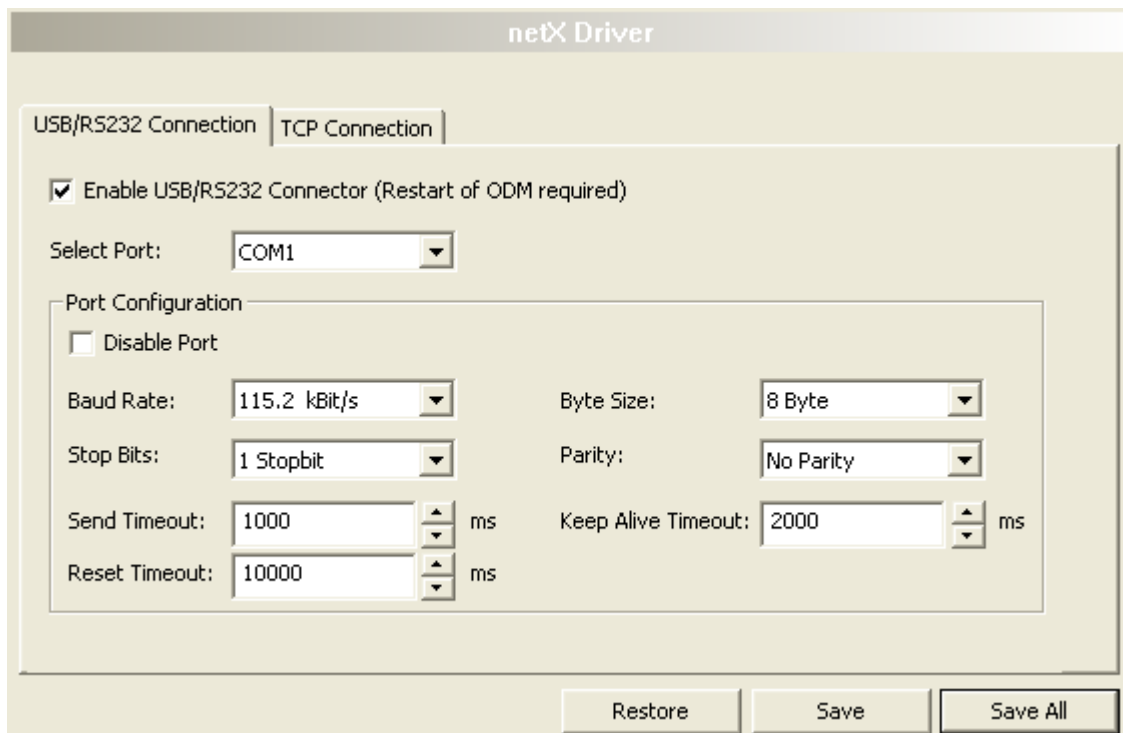 netX Driver
USB/RS232 Connection TCP Connection
Enable USB/RS232 Connector (Restart of ODM required)
Select Port: COM1
Port Configuration
Disable Port
Baud Rate: 115.2 kBit/s Byte Size: 8 Byte
Stop Bits: 1 Stopbit Parity: No Parity
Send Timeout: 1000 ms Keep Alive Timeout: 2000 ms
Reset Timeout: 10000 ms
Restore Save Save All